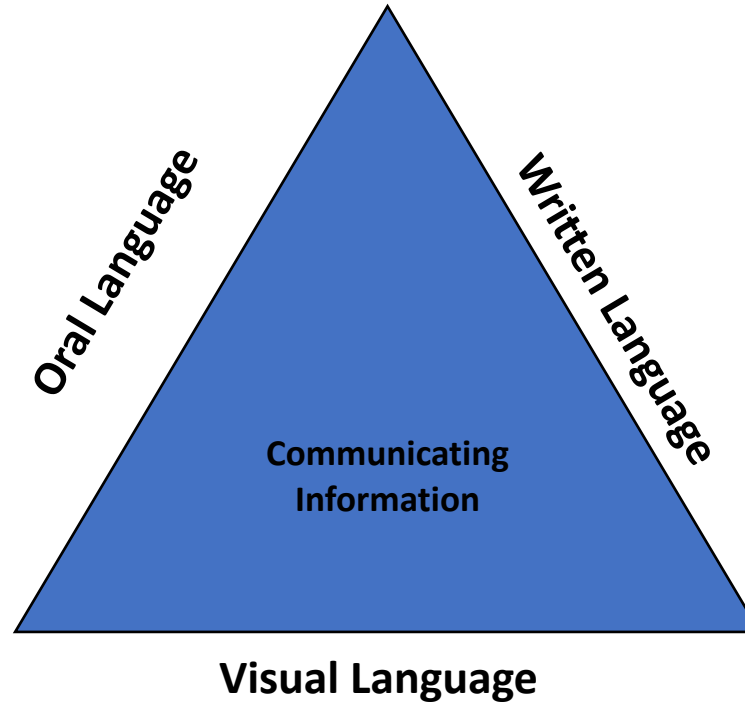 Oral Language
Written Language
Communicating
Information
Visual Language